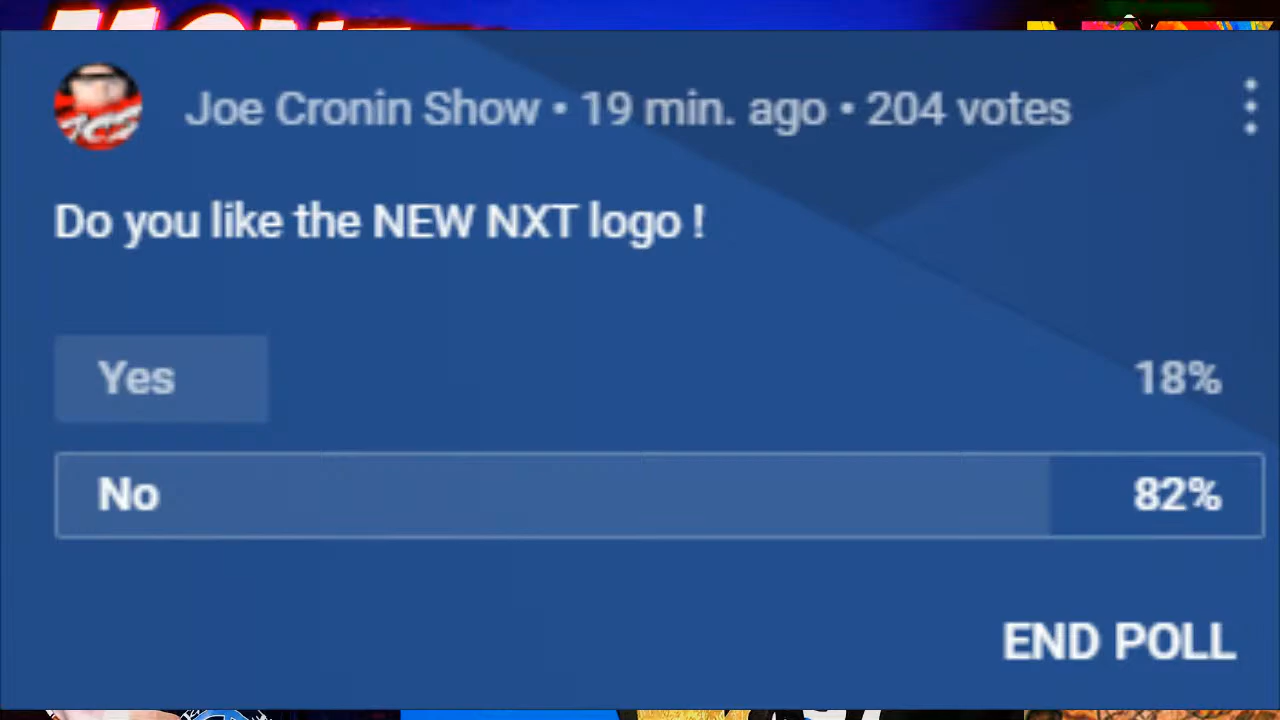 Joe Cronin Show • 19 min. ago • 204 votes
JCS
Do you like the NEW NXT logo !
Yes 18%
No 82%
END POLL